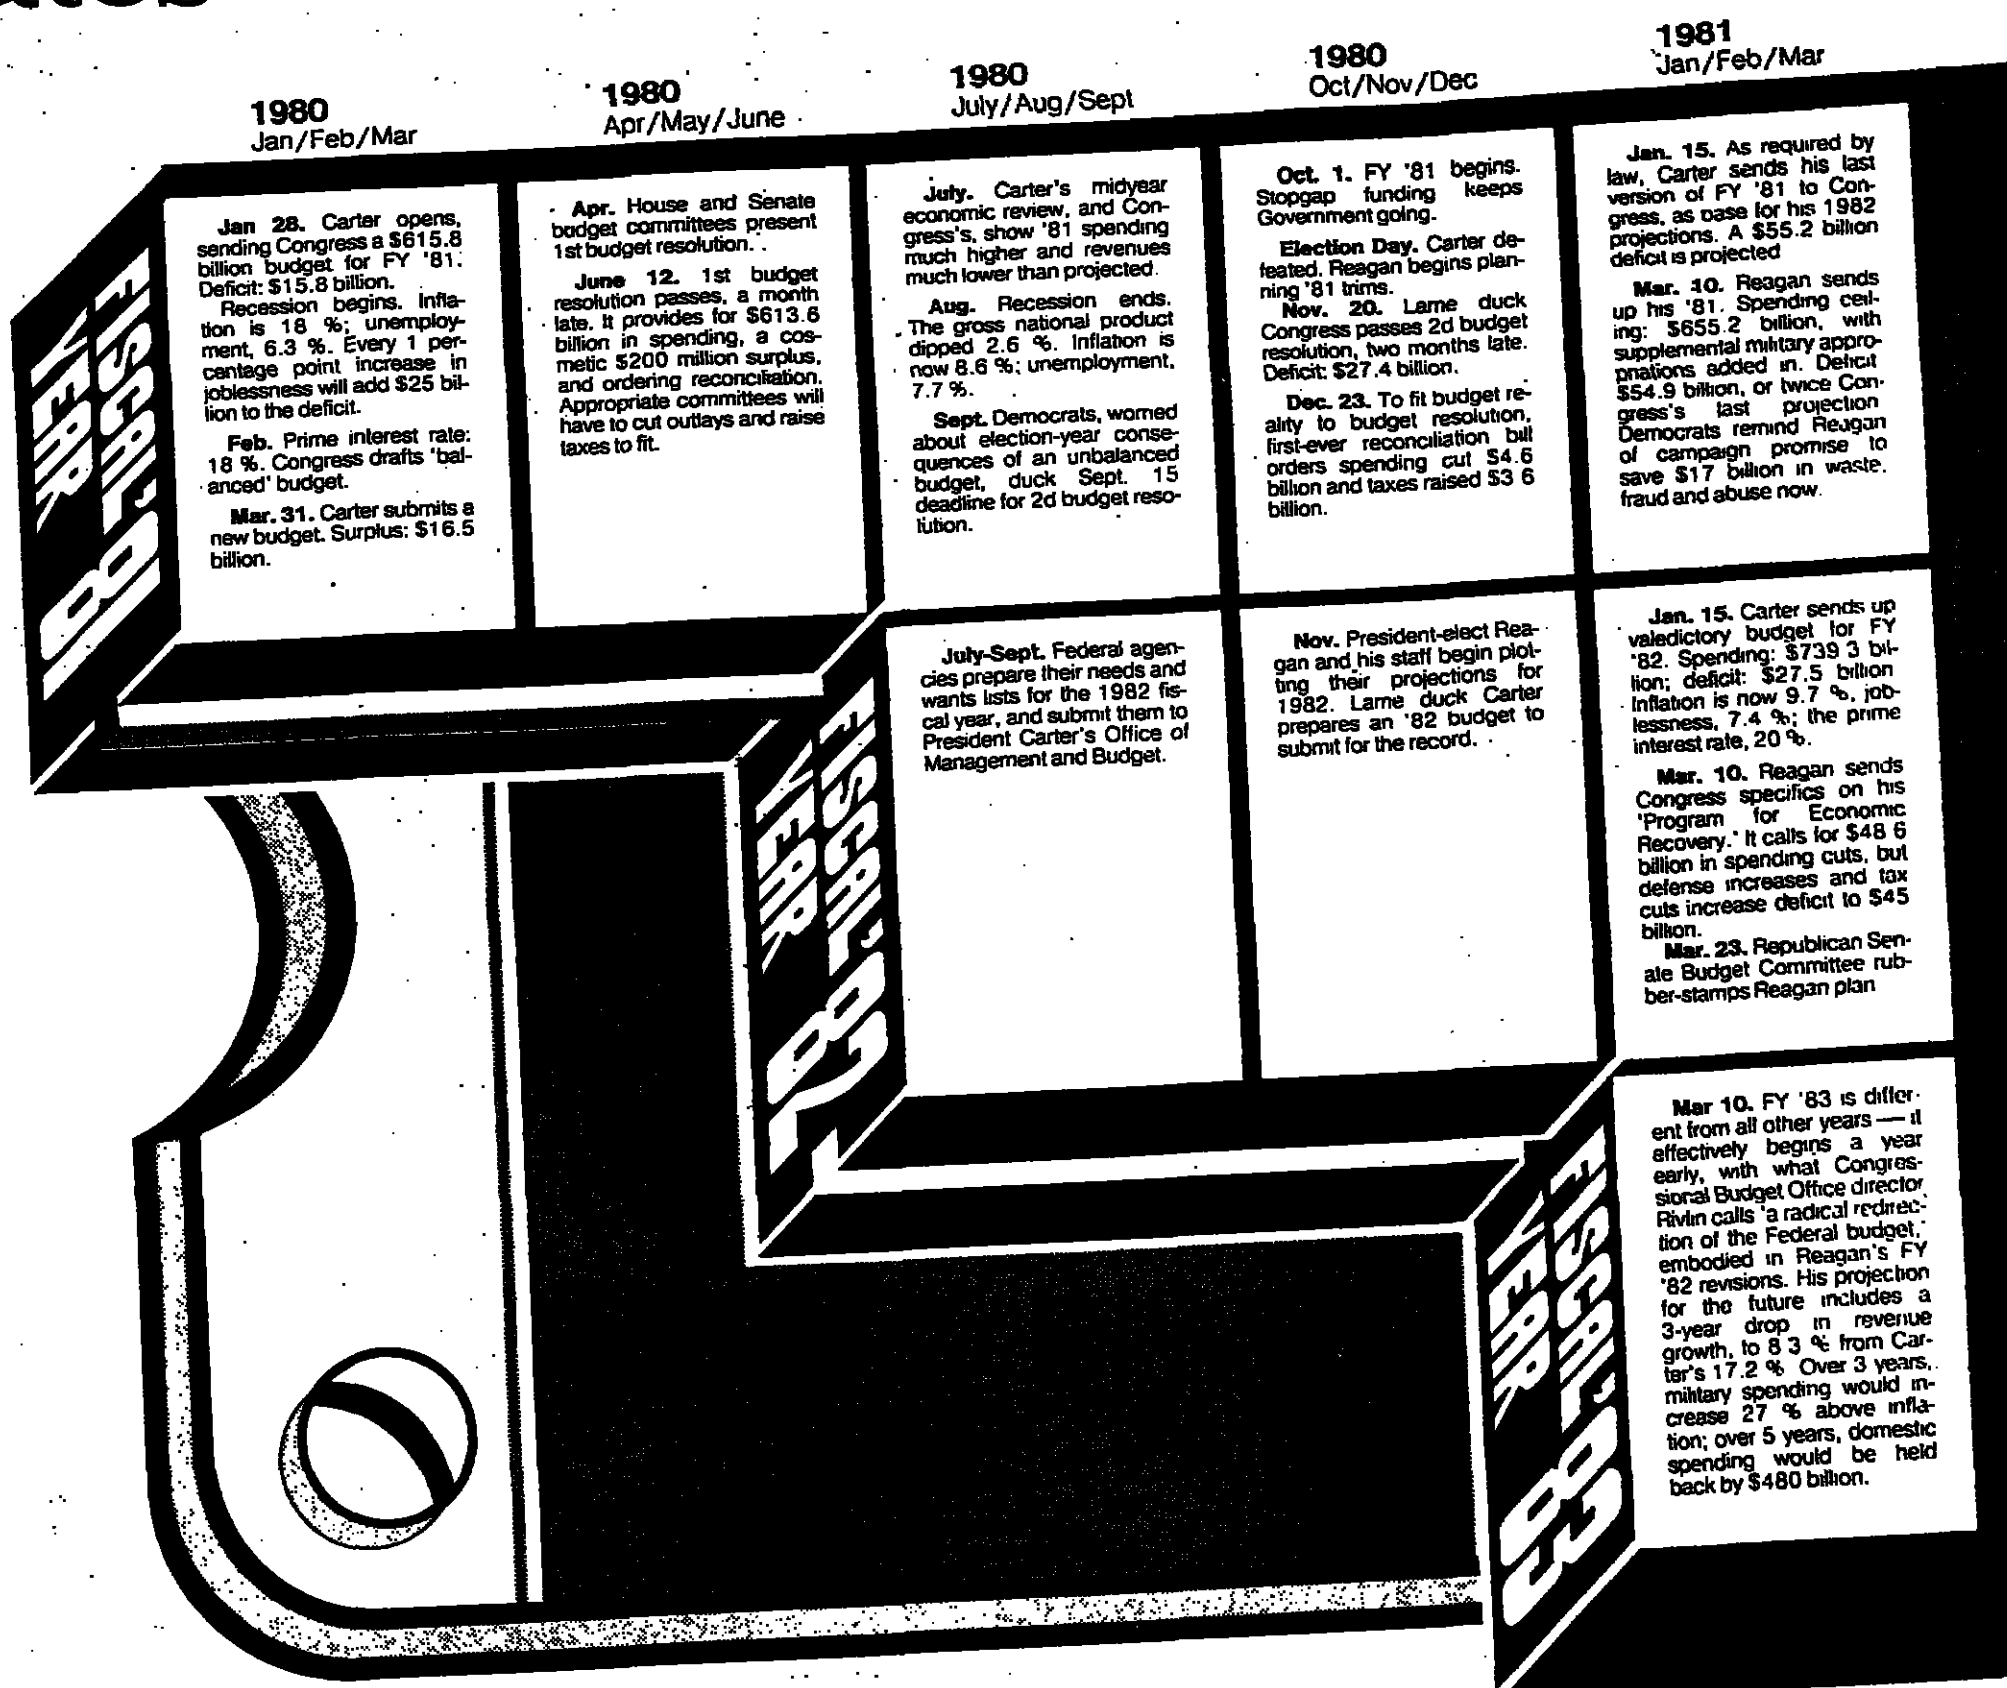 1980
Jan/Feb/Mar
1980
Apr/May/June
1980
July/Aug/Sept
1980
Oct/Nov/Dec
1981
Jan/Feb/Mar
FISCAL
YEAR
81
Jan 28. Carter opens,
sending Congress a $615.8
billion budget for FY '81.
Deficit: $15.8 billion.
Recession begins. Infla-
tion is 18 %; unemploy-
ment, 6.3 %. Every 1 per-
centage point increase in
joblessness will add $25 bil-
lion to the deficit.
Feb. Prime interest rate:
18 %. Congress drafts 'bal-
anced' budget.
Mar. 31. Carter submits a
new budget. Surplus: $16.5
billion.
Apr. House and Senate
budget committees present
1st budget resolution.
June 12. 1st budget
resolution passes, a month
late. It provides for $613.6
billion in spending, a cos-
metic $200 million surplus,
and ordering reconciliation.
Appropriate committees will
have to cut outlays and raise
taxes to fit.
July. Carter's midyear
economic review, and Con-
gress's, show '81 spending
much higher and revenues
much lower than projected.
Aug. Recession ends.
The gross national product
dipped 2.6 %. Inflation is
now 8.6 %; unemployment,
7.7 %.
Sept. Democrats, worried
about election-year conse-
quences of an unbalanced
budget, duck Sept. 15
deadline for 2d budget reso-
lution.
Oct. 1. FY '81 begins.
Stopgap funding keeps
Government going.
Election Day. Carter de-
feated. Reagan begins plan-
ning '81 trims.
Nov. 20. Lame duck
Congress passes 2d budget
resolution, two months late.
Deficit: $27.4 billion.
Dec. 23. To fit budget re-
ality to budget resolution,
first-ever reconciliation bill
orders spending cut $4.6
billion and taxes raised $3 6
billion.
Jan. 15. As required by
law, Carter sends his last
version of FY '81 to Con-
gress, as base for his 1982
projections. A $55.2 billion
deficit is projected
Mar. 10. Reagan sends
up his '81. Spending ceil-
ing: $655.2 billion, with
supplemental military appro-
priations added in. Deficit
$54.9 billion, or twice Con-
gress's last projection
Democrats remind Reagan
of campaign promise to
save $17 billion in waste,
fraud and abuse now.
FISCAL
YEAR
82
July-Sept. Federal agen-
cies prepare their needs and
wants lists for the 1982 fis-
cal year, and submit them to
President Carter's Office of
Management and Budget.
Nov. President-elect Rea-
gan and his staff begin plot-
ting their projections for
1982. Lame duck Carter
prepares an '82 budget to
submit for the record.
Jan. 15. Carter sends up
valedictory budget for FY
'82. Spending: $739 3 bil-
lion; deficit: $27.5 billion
Inflation is now 9.7 %, job-
lessness, 7.4 %; the prime
interest rate, 20 %.
Mar. 10. Reagan sends
Congress specifics on his
'Program for Economic
Recovery.' It calls for $48 6
billion in spending cuts, but
defense increases and tax
cuts increase deficit to $45
billion.
Mar. 23. Republican Sen-
ate Budget Committee rub-
ber-stamps Reagan plan
FISCAL
YEAR
83
Mar 10. FY '83 is differ-
ent from all other years — it
effectively begins a year
early, with what Congres-
sional Budget Office director
Rivlin calls 'a radical redirec-
tion of the Federal budget,'
embodied in Reagan's FY
'82 revisions. His projection
for the future includes a
3-year drop in revenue
growth, to 8 3 % from Car-
ter's 17.2 % Over 3 years,
military spending would in-
crease 27 % above infla-
tion; over 5 years, domestic
spending would be held
back by $480 billion.